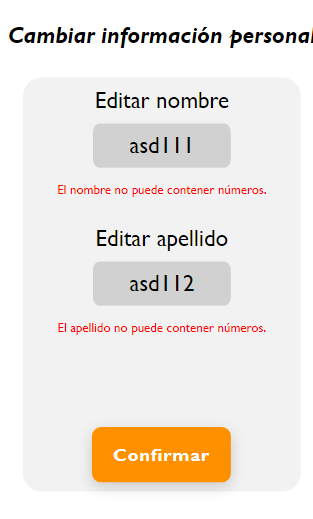 Cambiar información personal
Editar nombre
asd111
El nombre no puede contener números.
Editar apellido
asd112
El apellido no puede contener números.
Confirmar